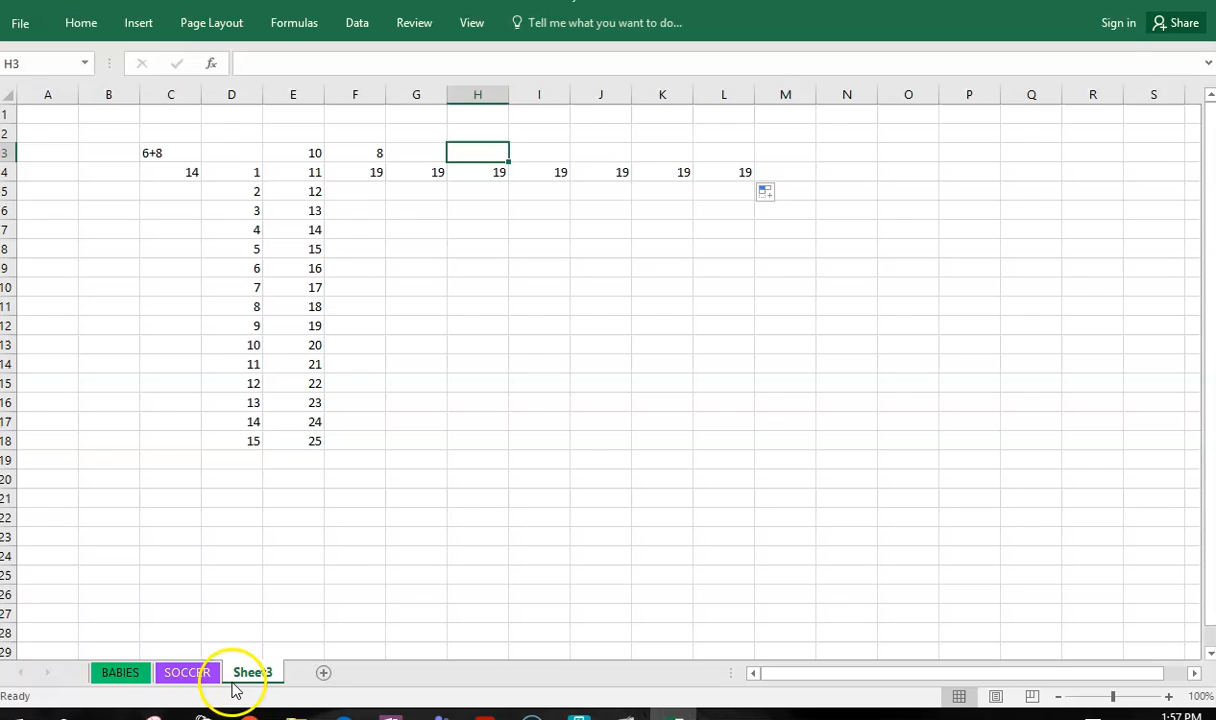 File Home Insert Page Layout Formulas Data Review View Tell me what you want to do... Sign in Share
H3 fx
A B C D E F G H I J K L M N O P Q R S
1
2
3 6+8 10 8
4 14 1 11 19 19 19 19 19 19 19
5 2 12
6 3 13
7 4 14
8 5 15
9 6 16
10 7 17
11 8 18
12 9 19
13 10 20
14 11 21
15 12 22
16 13 23
17 14 24
18 15 25
19
20
21
22
23
24
25
26
27
28
29
BABIES SOCCER Sheet3
Ready 100%
1:57 PM